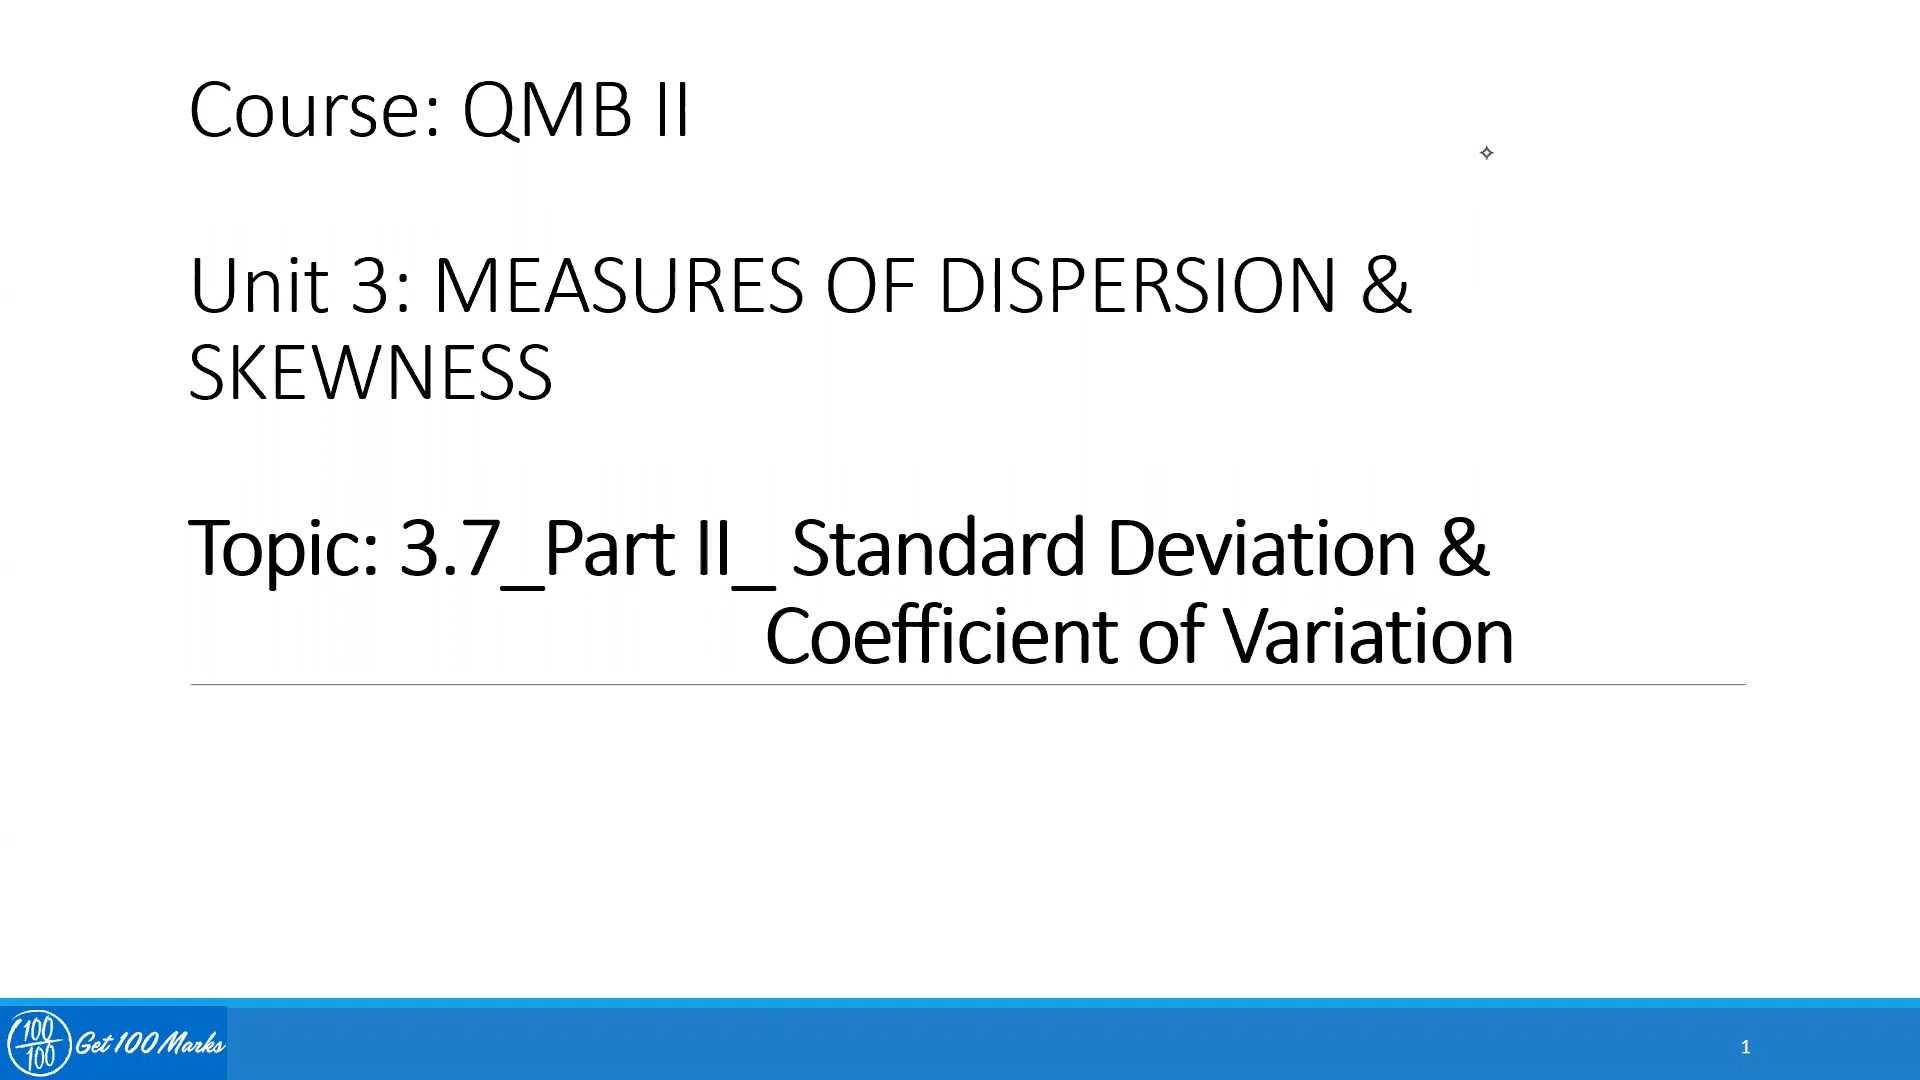 Course: QMB II
Unit 3: MEASURES OF DISPERSION &
SKEWNESS
Topic: 3.7_Part II_ Standard Deviation &
Coefficient of Variation
100
100
Get 100 Marks
1